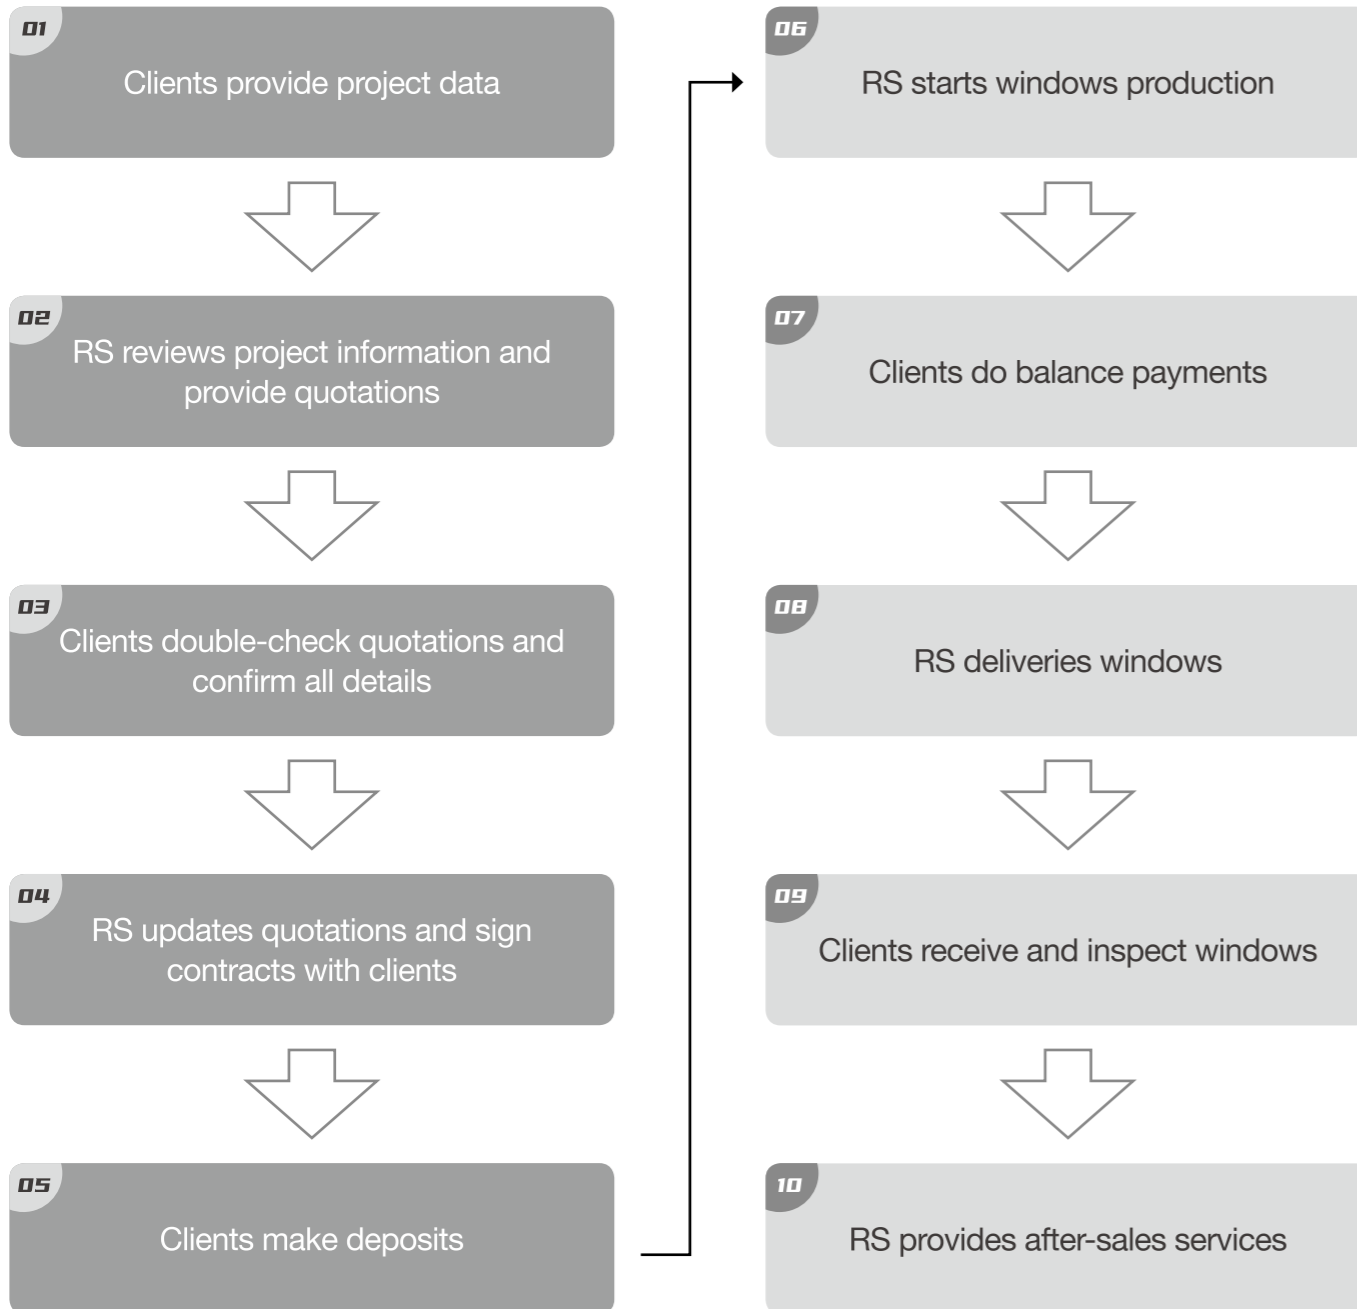 01
Clients provide project data
02
RS reviews project information and
provide quotations
03
Clients double-check quotations and
confirm all details
04
RS updates quotations and sign
contracts with clients
05
Clients make deposits
06
RS starts windows production
07
Clients do balance payments
08
RS deliveries windows
09
Clients receive and inspect windows
10
RS provides after-sales services